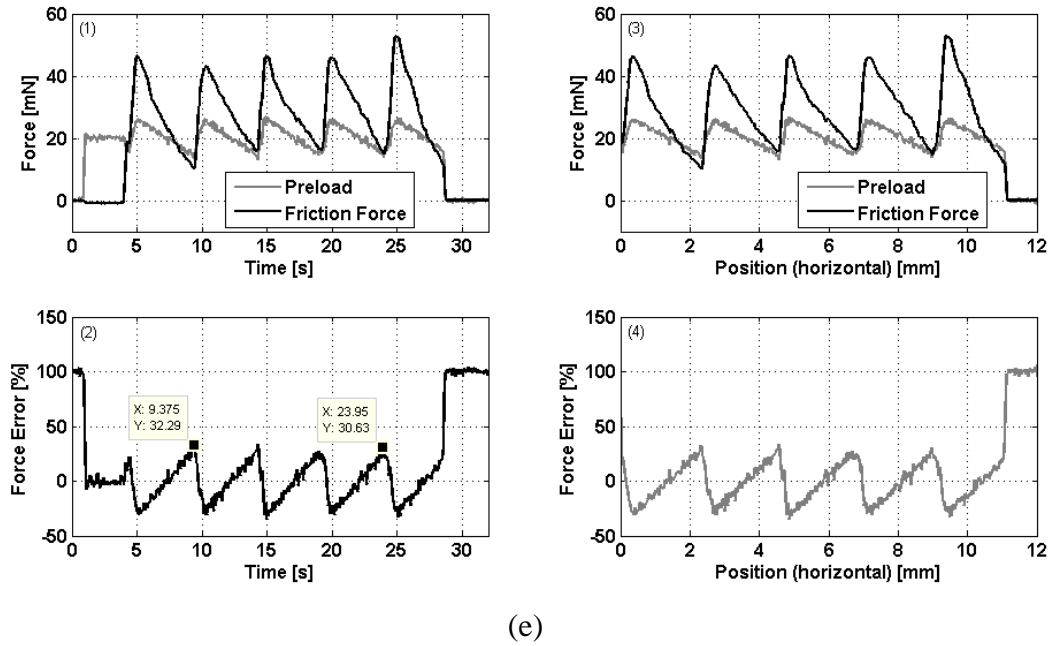 (1)
60
40
20
0
Force [mN]
Preload
Friction Force
0 5 10 15 20 25 30
Time [s]
(3)
60
40
20
0
Force [mN]
Preload
Friction Force
0 2 4 6 8 10 12
Position (horizontal) [mm]
(2)
150
100
50
0
-50
Force Error [%]
X: 9.375
Y: 32.29
X: 23.95
Y: 30.63
0 5 10 15 20 25 30
Time [s]
(4)
150
100
50
0
-50
Force Error [%]
0 2 4 6 8 10 12
Position (horizontal) [mm]
(e)